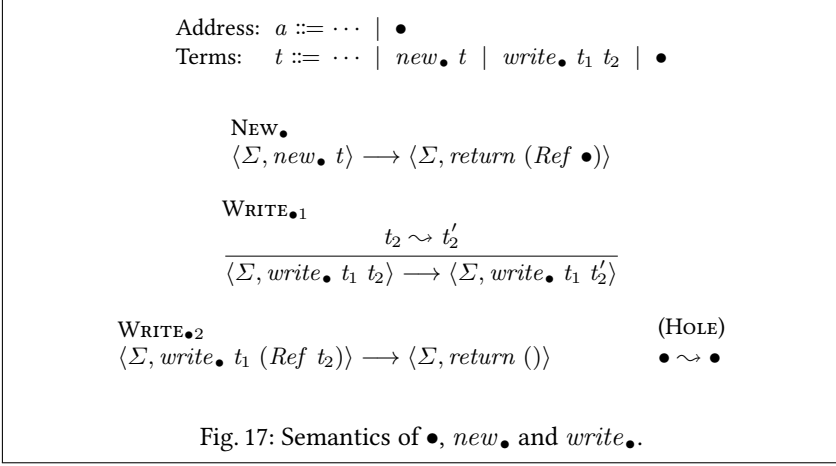 Address: a ::= ⋯ | •
Terms: t ::= ⋯ | new• t | write• t₁ t₂ | •
New•
⟨Σ, new• t⟩ ⟶ ⟨Σ, return (Ref •)⟩
Write•1
t₂ ⇝ t₂′
⟨Σ, write• t₁ t₂⟩ ⟶ ⟨Σ, write• t₁ t₂′⟩
Write•2 (Hole)
⟨Σ, write• t₁ (Ref t₂)⟩ ⟶ ⟨Σ, return ()⟩ • ⇝ •
Fig. 17: Semantics of •, new• and write•.